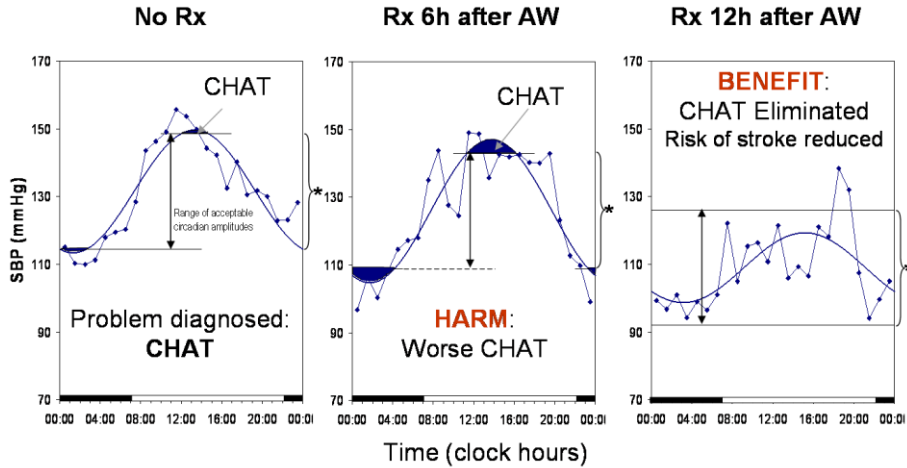 No Rx
Rx 6h after AW
Rx 12h after AW
SBP (mmHg)
170
150
130
110
90
70
CHAT
*
Range of acceptable
circadian amplitudes
Problem diagnosed:
CHAT
00:00 04:00 08:00 12:00 16:00 20:00 00:0
170
150
130
110
90
70
CHAT
*
HARM:
Worse CHAT
00:00 04:00 08:00 12:00 16:00 20:00 00:0
170
150
130
110
90
70
BENEFIT:
CHAT Eliminated
Risk of stroke reduced
*
00:00 04:00 08:00 12:00 16:00 20:00 00:0
Time (clock hours)